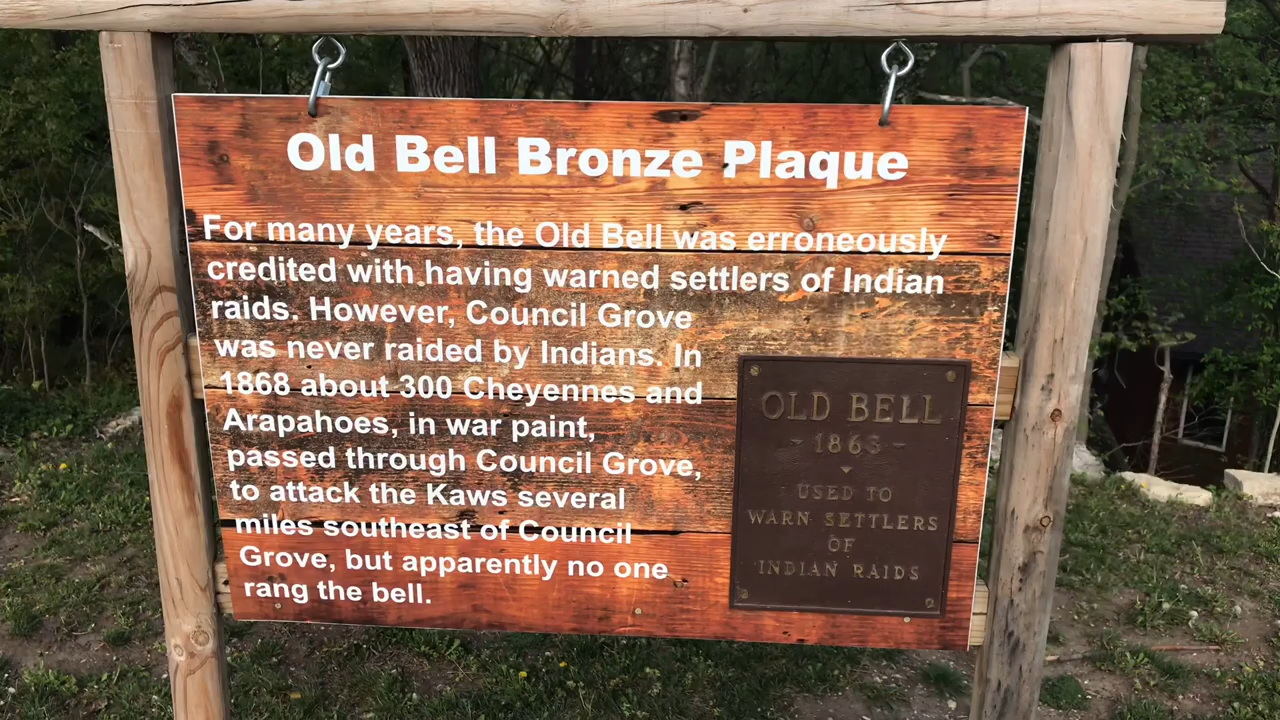 Old Bell Bronze Plaque
For many years, the Old Bell was erroneously
credited with having warned settlers of Indian
raids. However, Council Grove
was never raided by Indians. In
1868 about 300 Cheyennes and
Arapahoes, in war paint,
passed through Council Grove,
to attack the Kaws several
miles southeast of Council
Grove, but apparently no one
rang the bell.
OLD BELL
- 1863 -
USED TO
WARN SETTLERS
OF
INDIAN RAIDS